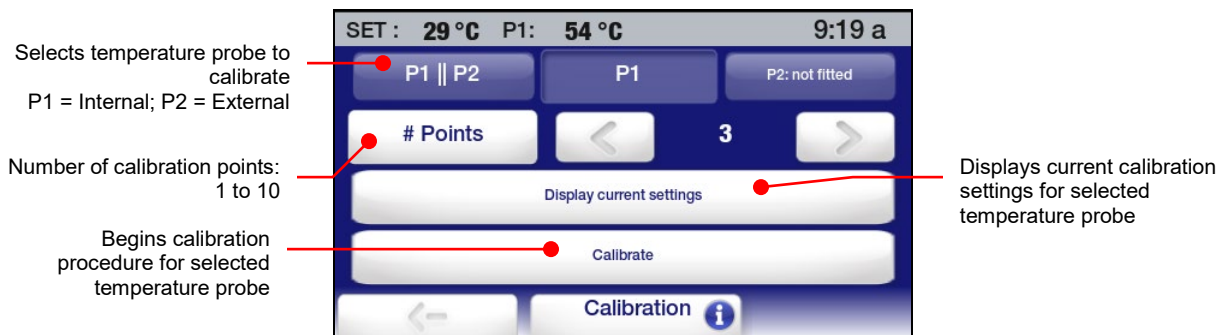 SET : 29 °C P1: 54 °C 9:19 a
Selects temperature probe to
calibrate
P1 = Internal; P2 = External
P1 || P2 P1 P2: not fitted
# Points 3
Number of calibration points:
1 to 10
Display current settings
Displays current calibration
settings for selected
temperature probe
Begins calibration
procedure for selected
temperature probe
Calibrate
Calibration i